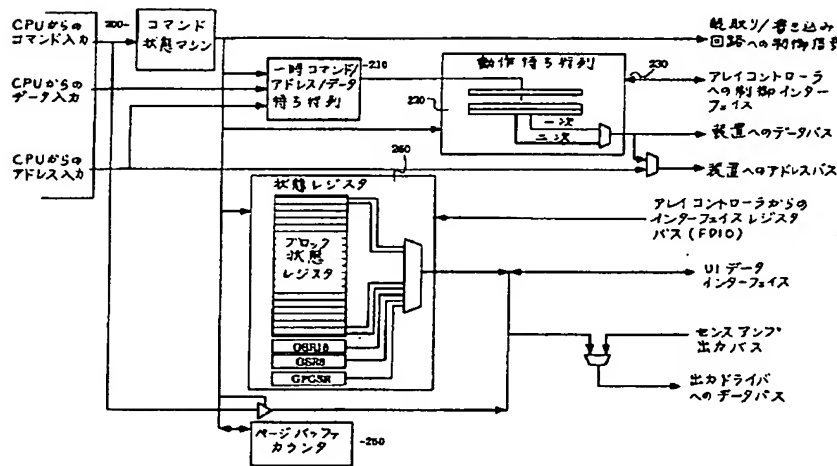 CPUからの
コマンド入力
200-
コマンド
状態マシン
読取り/書き込み
回路への制御信号
一時コマンド/
アドレス/データ
待ち行列
-210
動作待ち行列
220
230
一次
二次
アレイコントローラ
への制御インター
フェイス
CPUからの
データ入力
装置へのデータバス
CPUからの
アドレス入力
装置へのアドレスバス
260
状態レジスタ
ブロック
状態
レジスタ
アレイコントローラからの
インターフェイスレジスタ
バス(FDIO)
UIデータ
インターフェイス
GSR8
センスアンプ
出力バス
出力ドライバ
へのデータバス
ページバッファ
カウンタ
-250